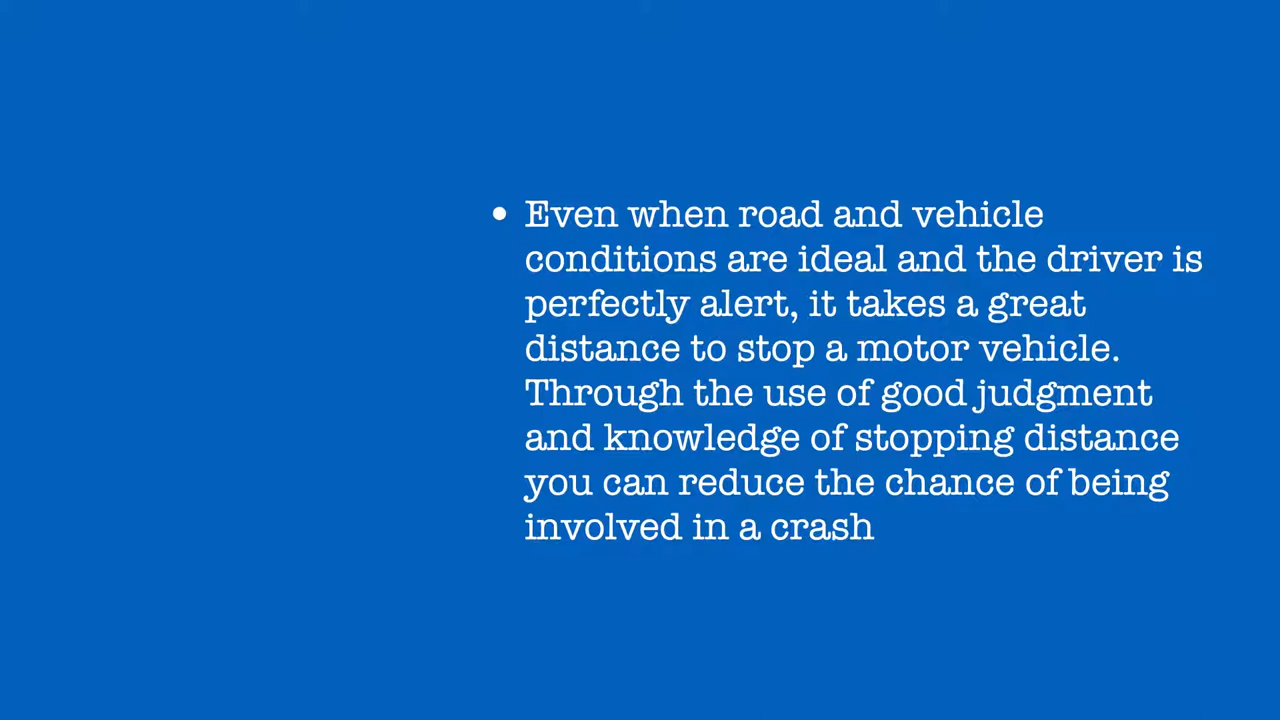 • Even when road and vehicle
conditions are ideal and the driver is
perfectly alert, it takes a great
distance to stop a motor vehicle.
Through the use of good judgment
and knowledge of stopping distance
you can reduce the chance of being
involved in a crash